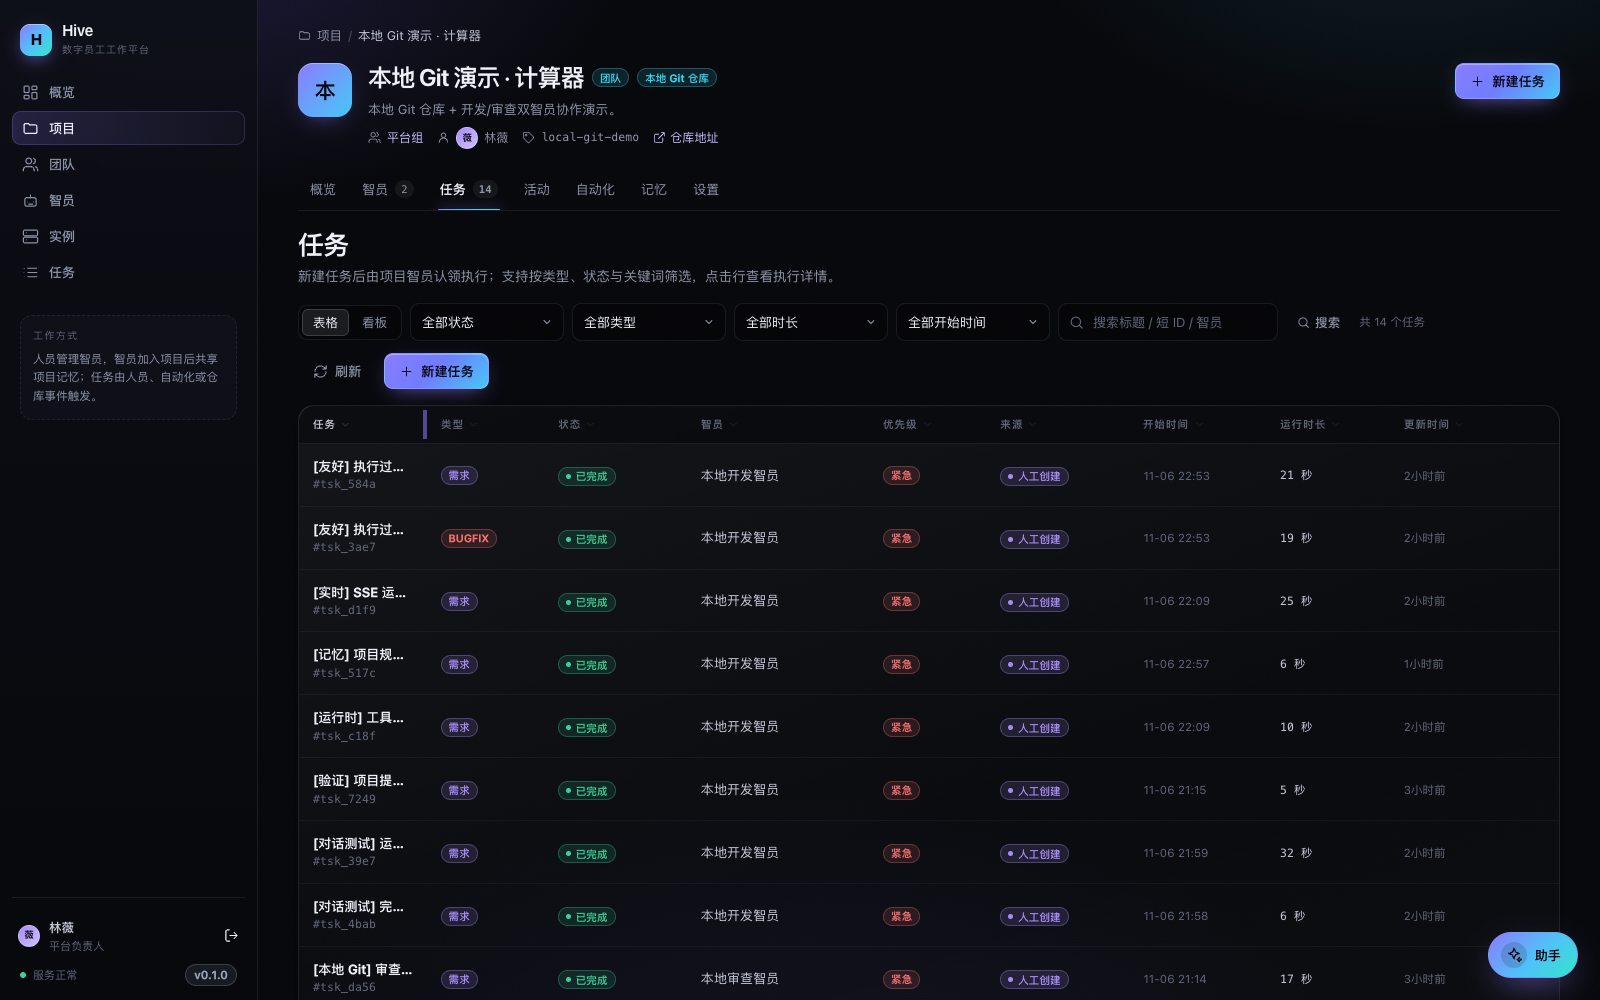 H
Hive
数字员工工作平台
概览
项目
团队
智员
实例
任务
工作方式
人员管理智员，智员加入项目后共享
项目记忆；任务由人员、自动化或仓
库事件触发。
薇
林薇
平台负责人
服务正常
v0.1.0
项目 / 本地 Git 演示 · 计算器
本
本地 Git 演示 · 计算器
团队
本地 Git 仓库
本地 Git 仓库 + 开发/审查双智员协作演示。
平台组
薇
林薇
local-git-demo
仓库地址
新建任务
概览
智员 2
任务 14
活动
自动化
记忆
设置
任务
新建任务后由项目智员认领执行；支持按类型、状态与关键词筛选，点击行查看执行详情。
表格
看板
全部状态
全部类型
全部时长
全部开始时间
搜索标题 / 短 ID / 智员
搜索
共 14 个任务
刷新
新建任务
任务 类型 状态 智员 优先级 来源 开始时间 运行时长 更新时间
[友好] 执行过...
#tsk_584a
需求 已完成 本地开发智员 紧急 人工创建 11-06 22:53 21 秒 2小时前
[友好] 执行过...
#tsk_3ae7
BUGFIX 已完成 本地开发智员 紧急 人工创建 11-06 22:53 19 秒 2小时前
[实时] SSE 运...
#tsk_d1f9
需求 已完成 本地开发智员 紧急 人工创建 11-06 22:09 25 秒 2小时前
[记忆] 项目规...
#tsk_517c
需求 已完成 本地开发智员 紧急 人工创建 11-06 22:57 6 秒 1小时前
[运行时] 工具...
#tsk_c18f
需求 已完成 本地开发智员 紧急 人工创建 11-06 22:09 10 秒 2小时前
[验证] 项目提...
#tsk_7249
需求 已完成 本地开发智员 紧急 人工创建 11-06 21:15 5 秒 3小时前
[对话测试] 运...
#tsk_39e7
需求 已完成 本地开发智员 紧急 人工创建 11-06 21:59 32 秒 2小时前
[对话测试] 完...
#tsk_4bab
需求 已完成 本地开发智员 紧急 人工创建 11-06 21:58 6 秒 2小时前
[本地 Git] 审查...
#tsk_da56
需求 已完成 本地审查智员 紧急 人工创建 11-06 21:14 17 秒 3小时前
助手